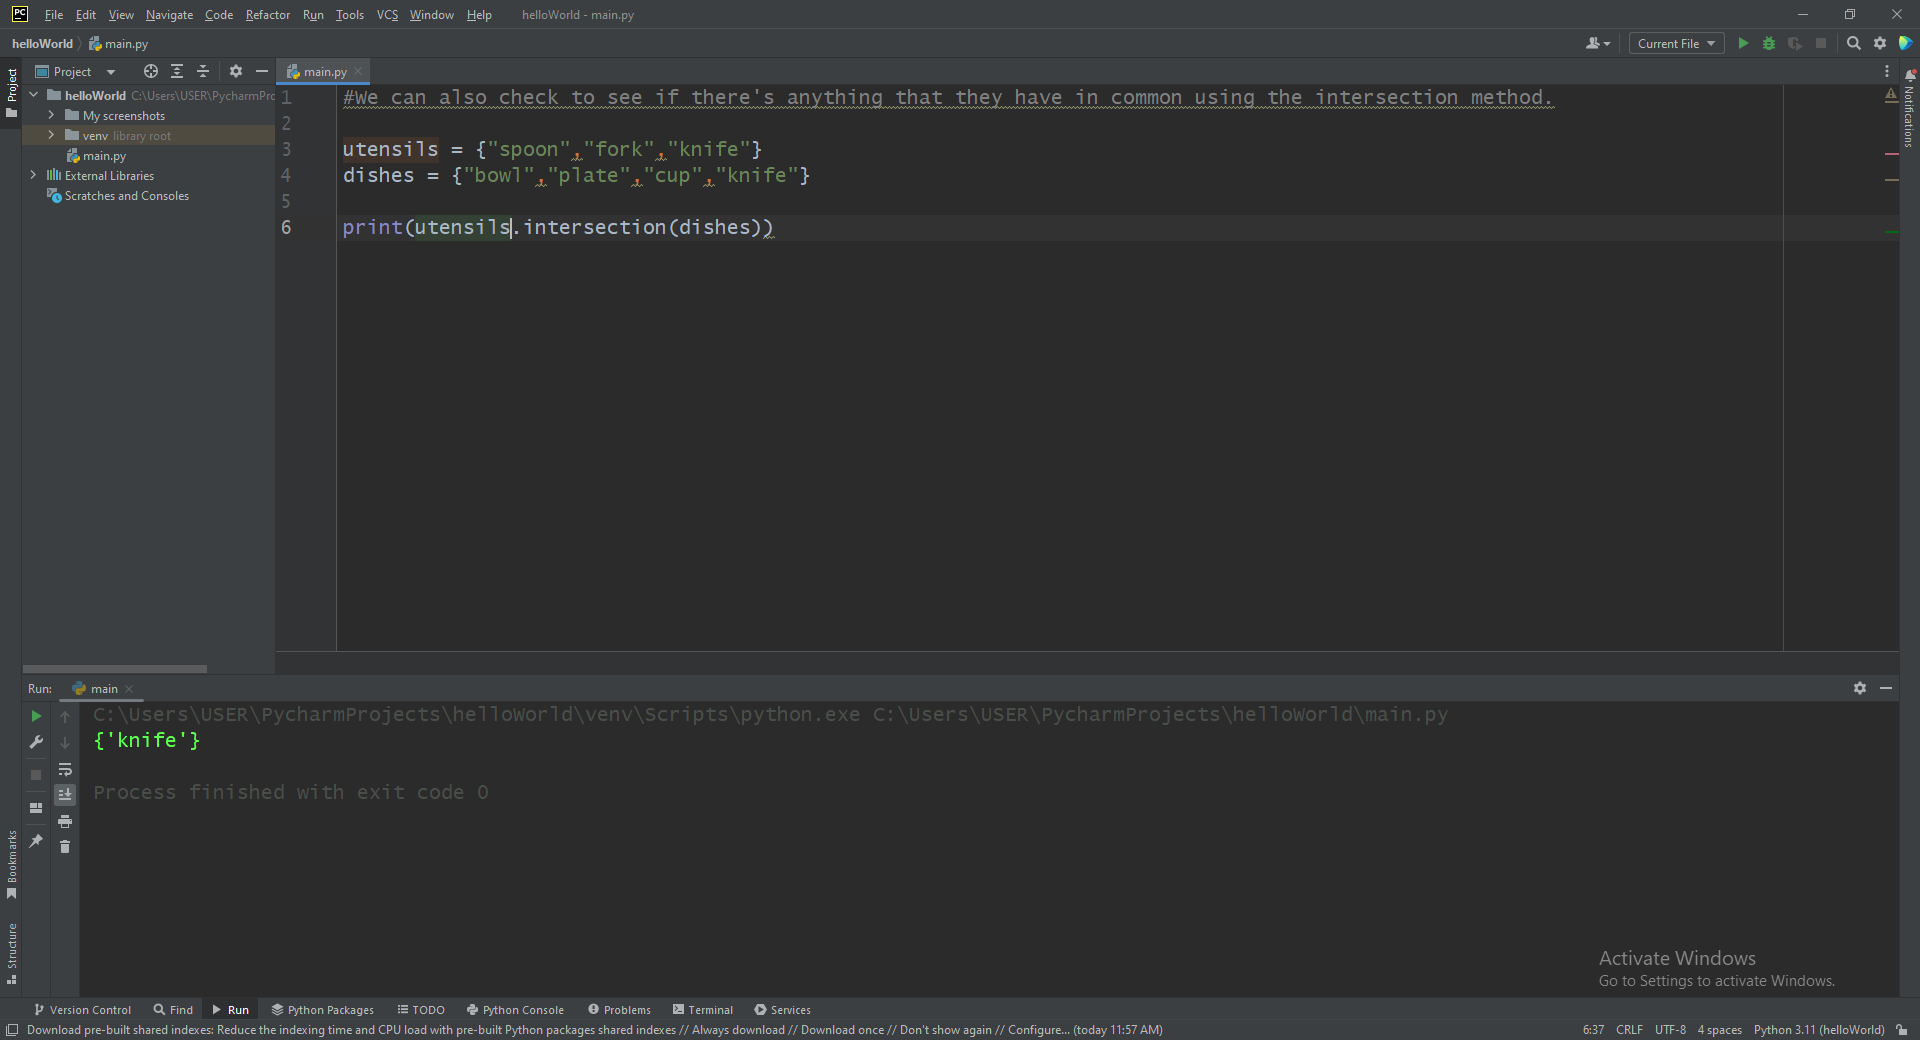 PC File Edit View Navigate Code Refactor Run Tools VCS Window Help helloWorld - main.py
helloWorld main.py Current File
Project main.py
Project
helloWorld C:\Users\USER\PycharmPro
My screenshots
venv library root
main.py
External Libraries
Scratches and Consoles
1 #We can also check to see if there's anything that they have in common using the intersection method.
2
3 utensils = {"spoon","fork","knife"}
4 dishes = {"bowl","plate","cup","knife"}
5
6 print(utensils.intersection(dishes))
Notifications
Run: main
C:\Users\USER\PycharmProjects\helloWorld\venv\Scripts\python.exe C:\Users\USER\PycharmProjects\helloWorld\main.py
{'knife'}
Process finished with exit code 0
Bookmarks
Structure
Activate Windows
Go to Settings to activate Windows.
Version Control Find Run Python Packages TODO Python Console Problems Terminal Services
Download pre-built shared indexes: Reduce the indexing time and CPU load with pre-built Python packages shared indexes // Always download // Download once // Don't show again // Configure... (today 11:57 AM) 6:37 CRLF UTF-8 4 spaces Python 3.11 (helloWorld)